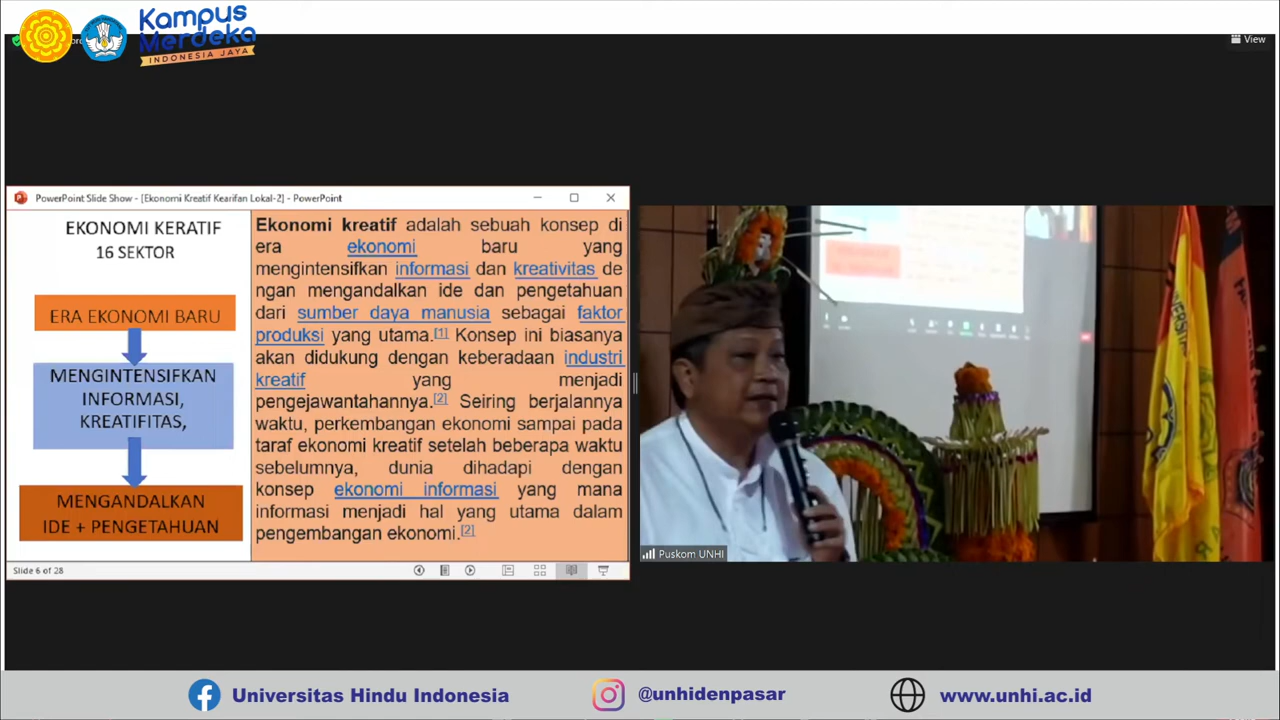 Kampus
Merdeka
INDONESIA JAYA
View
PowerPoint Slide Show - [Ekonomi Kreatif Kearifan Lokal-2] - PowerPoint
EKONOMI KERATIF
16 SEKTOR
ERA EKONOMI BARU
MENGINTENSIFKAN
INFORMASI,
KREATIFITAS,
MENGANDALKAN
IDE + PENGETAHUAN
Ekonomi kreatif adalah sebuah konsep di
era ekonomi baru yang
mengintensifkan informasi dan kreativitas de
ngan mengandalkan ide dan pengetahuan
dari sumber daya manusia sebagai faktor
produksi yang utama.[1] Konsep ini biasanya
akan didukung dengan keberadaan industri
kreatif yang menjadi
pengejawantahannya.[2] Seiring berjalannya
waktu, perkembangan ekonomi sampai pada
taraf ekonomi kreatif setelah beberapa waktu
sebelumnya, dunia dihadapi dengan
konsep ekonomi informasi yang mana
informasi menjadi hal yang utama dalam
pengembangan ekonomi.[2]
Slide 6 of 28
Puskom UNHI
Universitas Hindu Indonesia
@unhidenpasar
www.unhi.ac.id